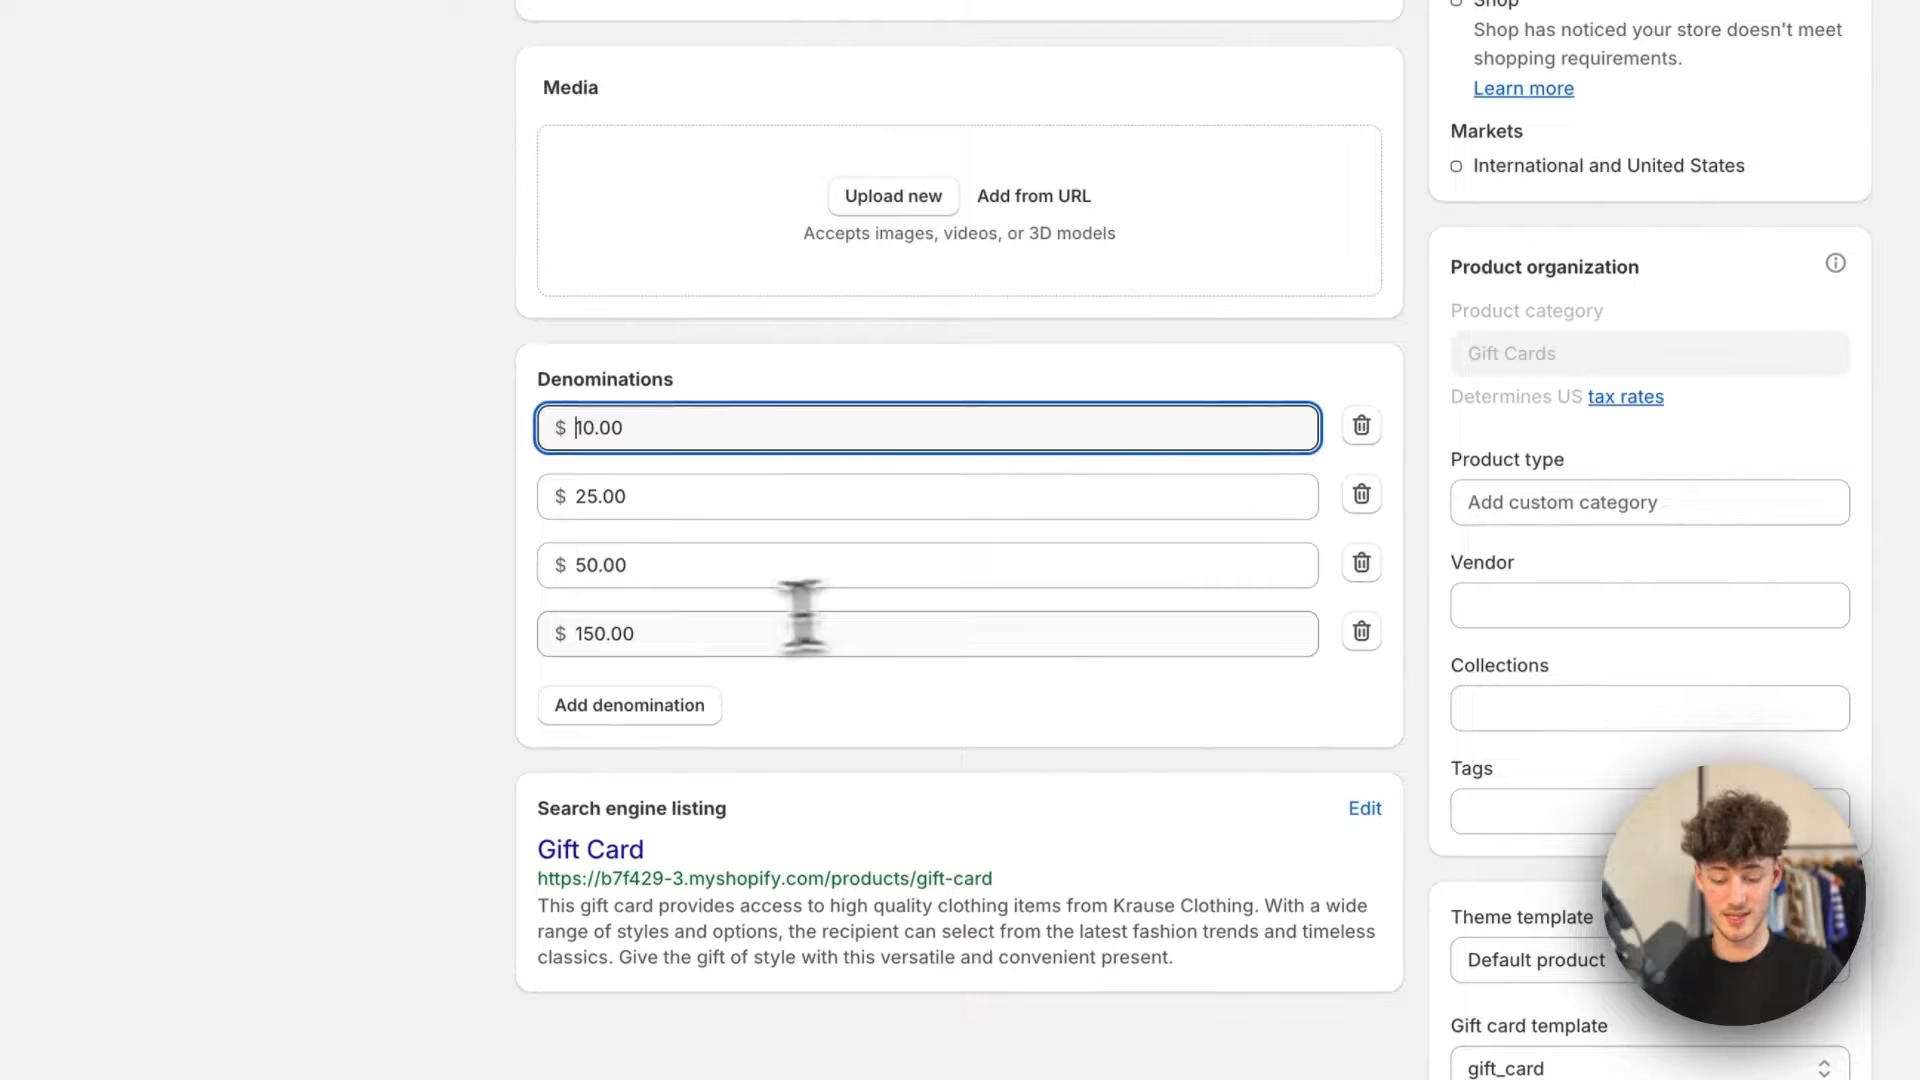 Media
Upload new Add from URL
Accepts images, videos, or 3D models
Denominations
$ 10.00
$ 25.00
$ 50.00
$ 150.00
Add denomination
Search engine listing
Edit
Gift Card
https://b7f429-3.myshopify.com/products/gift-card
This gift card provides access to high quality clothing items from Krause Clothing. With a wide
range of styles and options, the recipient can select from the latest fashion trends and timeless
classics. Give the gift of style with this versatile and convenient present.
Shop
Shop has noticed your store doesn't meet
shopping requirements.
Learn more
Markets
International and United States
Product organization
Product category
Gift Cards
Determines US tax rates
Product type
Add custom category
Vendor
Collections
Tags
Theme template
Default product
Gift card template
gift_card